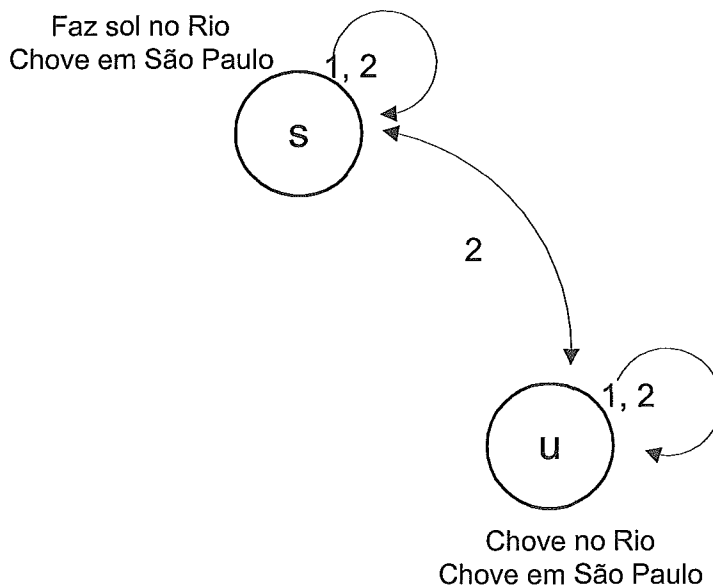 Faz sol no Rio
Chove em São Paulo
1, 2
s
2
1, 2
u
Chove no Rio
Chove em São Paulo